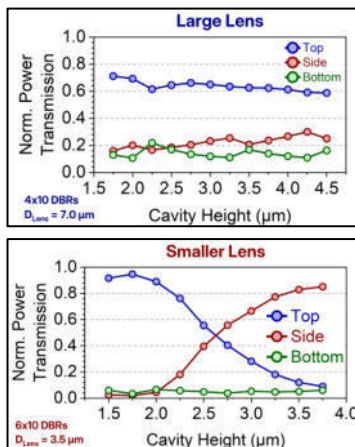 Large Lens
Norm. Power
Transmission
1.0
0.8
0.6
0.4
0.2
0.0
Top
Side
Bottom
4x10 DBRs
D_Lens = 7.0 µm
1.5 2.0 2.5 3.0 3.5 4.0 4.5
Cavity Height (µm)
Smaller Lens
Norm. Power
Transmission
1.0
0.8
0.6
0.4
0.2
0.0
Top
Side
Bottom
6x10 DBRs
D_Lens = 3.5 µm
1.5 2.0 2.5 3.0 3.5 4.0
Cavity Height (µm)